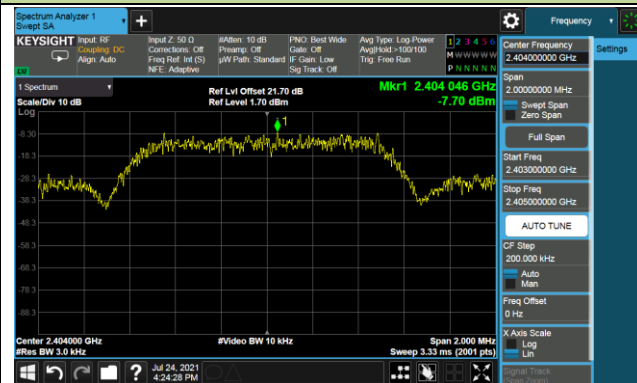 Spectrum Analyzer 1
Swept SA
Frequency
KEYSIGHT
Input: RF
Coupling: DC
Align: Auto
Input Z: 50 Ω
Corrections: Off
Freq Ref: Int (S)
NFE: Adaptive
#Atten: 10 dB
Preamp: Off
µW Path: Standard
PNO: Best Wide
Gate: Off
IF Gain: Low
Sig Track: Off
Avg Type: Log-Power
Avg|Hold:>100/100
Trig: Free Run
1 2 3 4 5 6
M W W W W W
P N N N N N
LXI
1 Spectrum
Scale/Div 10 dB
Log
Ref Lvl Offset 21.70 dB
Ref Level 1.70 dBm
Mkr1 2.404 046 GHz
-7.70 dBm
1
-8.30
-18.3
-28.3
-38.3
-48.3
-58.3
-68.3
-78.3
-88.3
Center 2.404000 GHz
#Res BW 3.0 kHz
#Video BW 10 kHz
Span 2.000 MHz
Sweep 3.33 ms (2001 pts)
Jul 24, 2021
4:24:28 PM
Center Frequency
2.404000000 GHz
Settings
Span
2.00000000 MHz
Swept Span
Zero Span
Full Span
Start Freq
2.403000000 GHz
Stop Freq
2.405000000 GHz
AUTO TUNE
CF Step
200.000 kHz
Auto
Man
Freq Offset
0 Hz
X Axis Scale
Log
Lin
Signal Track
(Span Zoom)